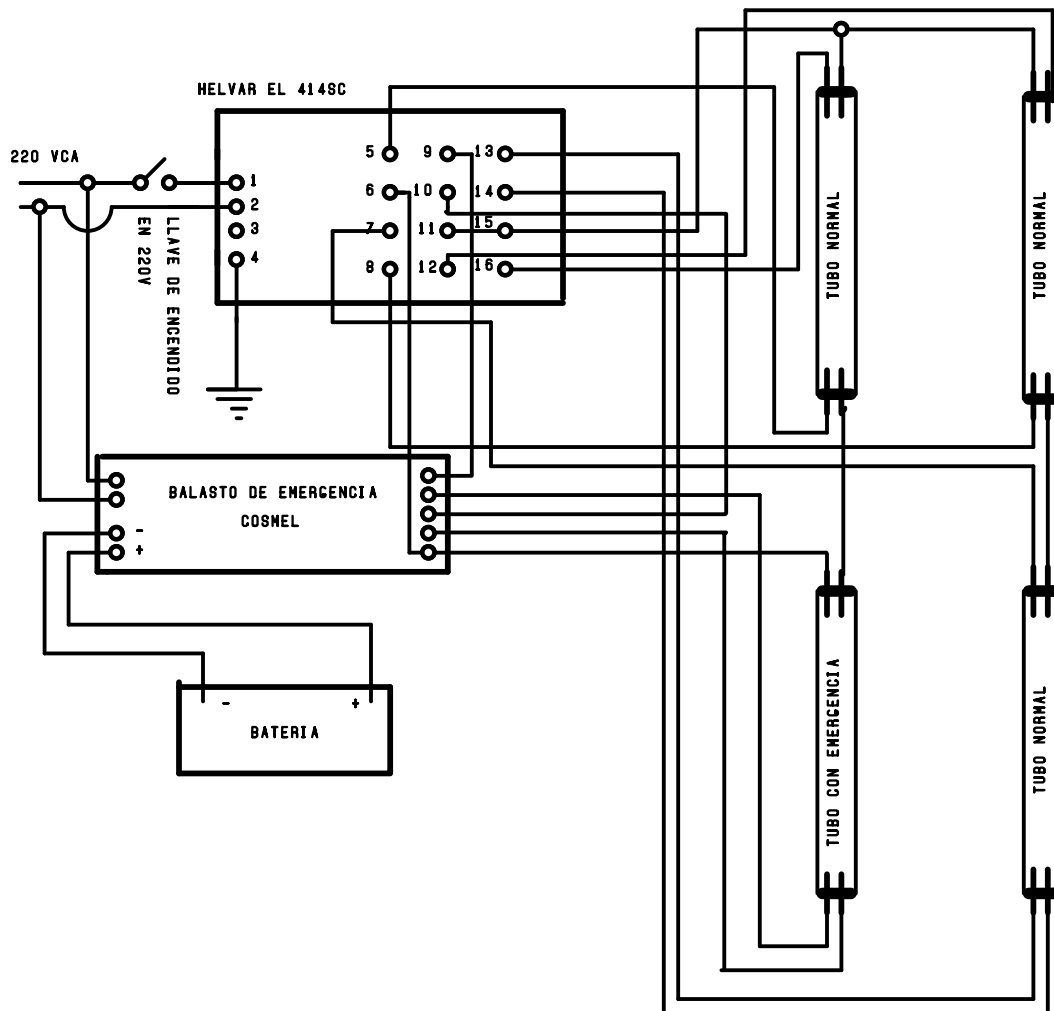 HELVAR EL 414SC
220 VCA
5 9 13
1
6 10 14
2
7 11 15
3
8 12 16
4
LLAVE DE ENCENDIDO
EN 220V
TUBO NORMAL
TUBO NORMAL
BALASTO DE EMERGENCIA
COSMEL
-
+
- +
BATERIA
TUBO CON EMERGENCIA
TUBO NORMAL